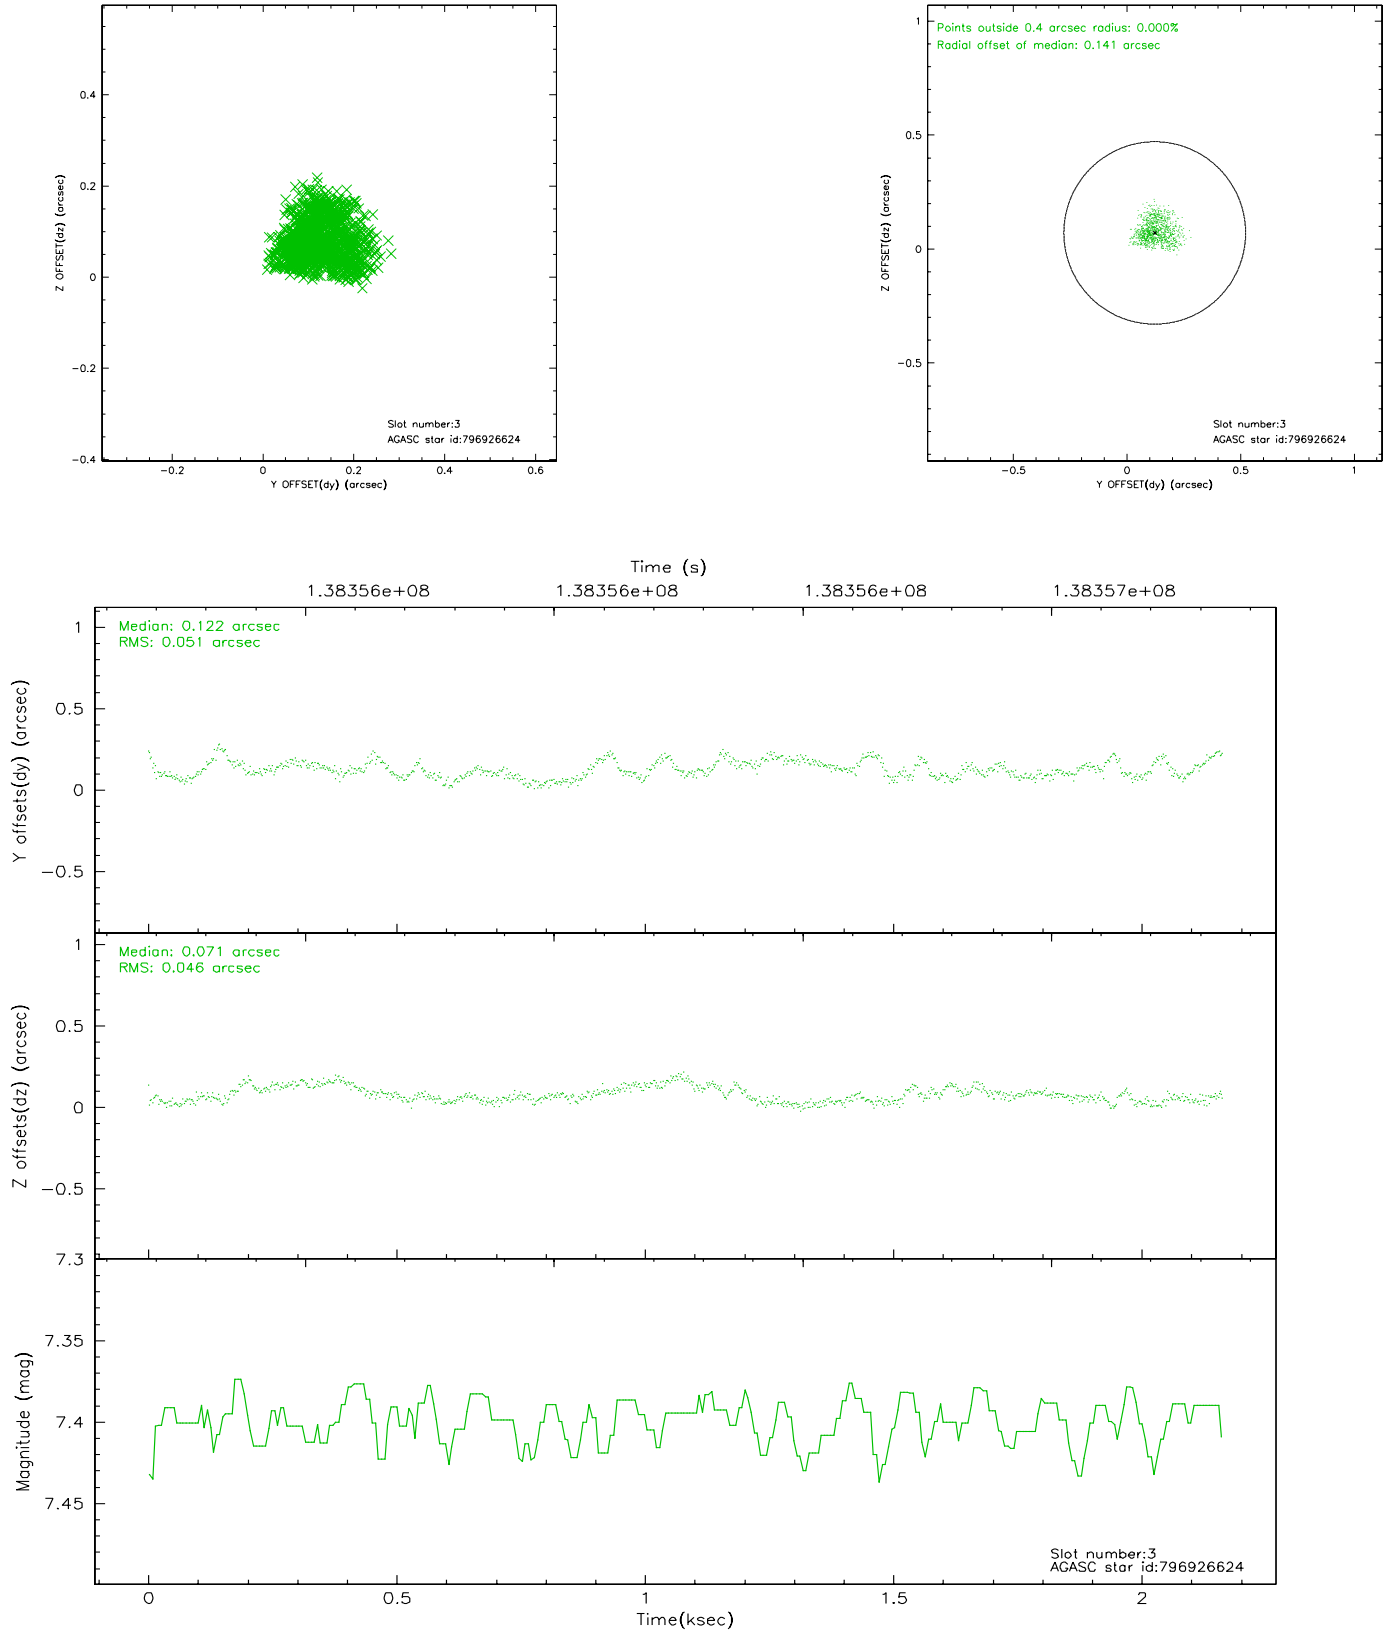 0.4
0.2
0
-0.2
-0.4
Z OFFSET(dz) (arcsec)
Slot number:3
AGASC star id:796926624
-0.2 0 0.2 0.4 0.6
Y OFFSET(dy) (arcsec)
Points outside 0.4 arcsec radius: 0.000%
Radial offset of median: 0.141 arcsec
1
0.5
0
-0.5
Z OFFSET(dz) (arcsec)
Slot number:3
AGASC star id:796926624
-0.5 0 0.5 1
Y OFFSET(dy) (arcsec)
Time (s)
1.38356e+08 1.38356e+08 1.38356e+08 1.38357e+08
Median: 0.122 arcsec
RMS: 0.051 arcsec
1
0.5
0
-0.5
Y offsets(dy) (arcsec)
Median: 0.071 arcsec
RMS: 0.046 arcsec
1
0.5
0
-0.5
Z offsets(dz) (arcsec)
7.3
7.35
7.4
7.45
Magnitude (mag)
Slot number:3
AGASC star id:796926624
0 0.5 1 1.5 2
Time(ksec)